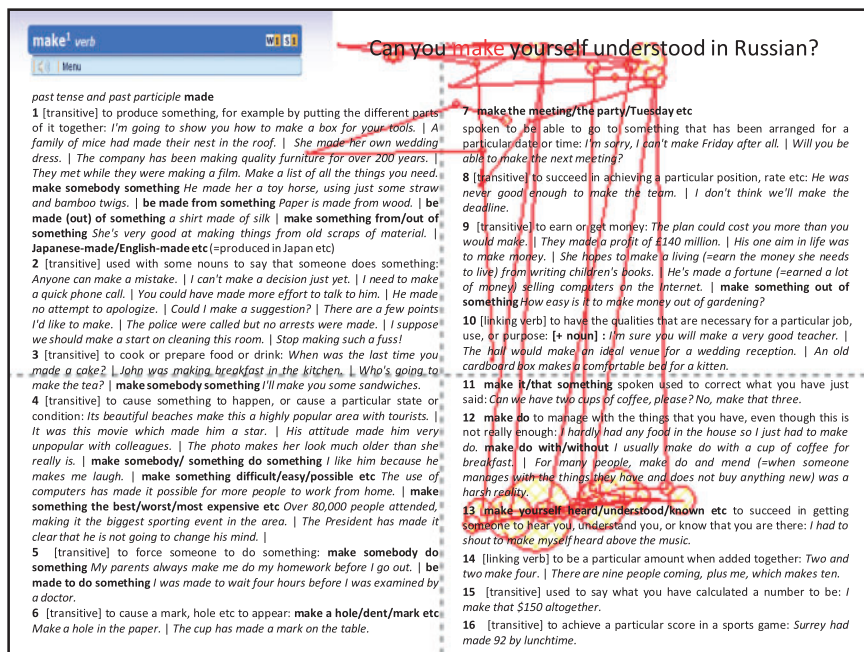 make¹ verb
W1 S1
Menu
Can you make yourself understood in Russian?
past tense and past participle made
1 [transitive] to produce something, for example by putting the different parts
of it together: I'm going to show you how to make a box for your tools. | A
family of mice had made their nest in the roof. | She made her own wedding
dress. | The company has been making quality furniture for over 200 years. |
They met while they were making a film. Make a list of all the things you need.
make somebody something He made her a toy horse, using just some straw
and bamboo twigs. | be made from something Paper is made from wood. | be
made (out) of something a shirt made of silk | make something from/out of
something She's very good at making things from old scraps of material. |
Japanese-made/English-made etc (=produced in Japan etc)
2 [transitive] used with some nouns to say that someone does something:
Anyone can make a mistake. | I can't make a decision just yet. | I need to make
a quick phone call. | You could have made more effort to talk to him. | He made
no attempt to apologize. | Could I make a suggestion? | There are a few points
I'd like to make. | The police were called but no arrests were made. | I suppose
we should make a start on cleaning this room. | Stop making such a fuss!
3 [transitive] to cook or prepare food or drink: When was the last time you
made a cake? | John was making breakfast in the kitchen. | Who's going to
make the tea? | make somebody something I'll make you some sandwiches.
4 [transitive] to cause something to happen, or cause a particular state or
condition: Its beautiful beaches make this a highly popular area with tourists. |
It was this movie which made him a star. | His attitude made him very
unpopular with colleagues. | The photo makes her look much older than she
really is. | make somebody/ something do something I like him because he
makes me laugh. | make something difficult/easy/possible etc The use of
computers has made it possible for more people to work from home. | make
something the best/worst/most expensive etc Over 80,000 people attended,
making it the biggest sporting event in the area. | The President has made it
clear that he is not going to change his mind. |
5 [transitive] to force someone to do something: make somebody do
something My parents always make me do my homework before I go out. | be
made to do something I was made to wait four hours before I was examined by
a doctor.
6 [transitive] to cause a mark, hole etc to appear: make a hole/dent/mark etc
Make a hole in the paper. | The cup has made a mark on the table.
7 make the meeting/the party/Tuesday etc
spoken to be able to go to something that has been arranged for a
particular date or time: I'm sorry, I can't make Friday after all. | Will you be
able to make the next meeting?
8 [transitive] to succeed in achieving a particular position, rate etc: He was
never good enough to make the team. | I don't think we'll make the
deadline.
9 [transitive] to earn or get money: The plan could cost you more than you
would make. | They made a profit of £140 million. | His one aim in life was
to make money. | She hopes to make a living (=earn the money she needs
to live) from writing children's books. | He's made a fortune (=earned a lot
of money) selling computers on the Internet. | make something out of
something How easy is it to make money out of gardening?
10 [linking verb] to have the qualities that are necessary for a particular job,
use, or purpose: [+ noun] : I'm sure you will make a very good teacher. |
The hall would make an ideal venue for a wedding reception. | An old
cardboard box makes a comfortable bed for a kitten.
11 make it/that something spoken used to correct what you have just
said: Can we have two cups of coffee, please? No, make that three.
12 make do to manage with the things that you have, even though this is
not really enough: I hardly had any food in the house so I just had to make
do. make do with/without I usually make do with a cup of coffee for
breakfast. | For many people, make do and mend (=when someone
manages with the things they have and does not buy anything new) was a
harsh reality.
13 make yourself heard/understood/known etc to succeed in getting
someone to hear you, understand you, or know that you are there: I had to
shout to make myself heard above the music.
14 [linking verb] to be a particular amount when added together: Two and
two make four. | There are nine people coming, plus me, which makes ten.
15 [transitive] used to say what you have calculated a number to be: I
make that $150 altogether.
16 [transitive] to achieve a particular score in a sports game: Surrey had
made 92 by lunchtime.